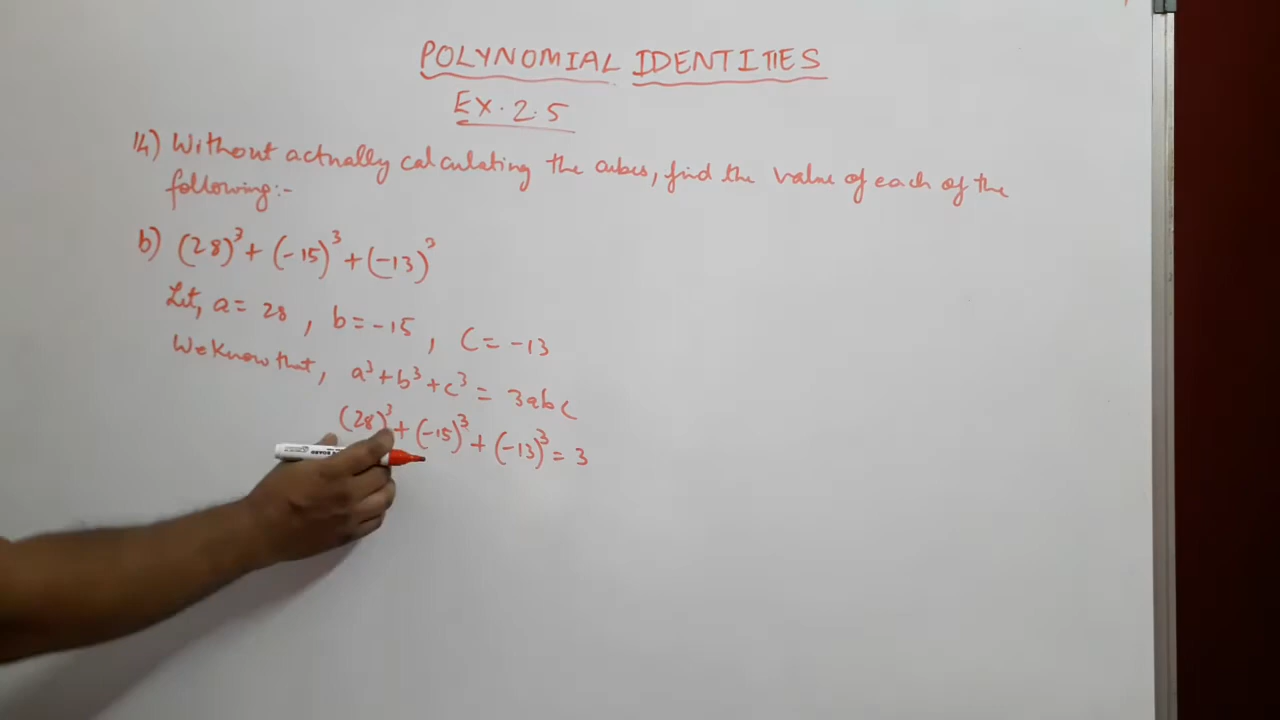 POLYNOMIAL IDENTITIES
EX. 2.5
14) Without actually calculating the cubes, find the value of each of the
following:-
b) (28)³ + (-15)³ + (-13)³
Let, a = 28 , b = -15 , C = -13
We know that, a³ + b³ + c³ = 3abc
(28)³ + (-15)³ + (-13)³ = 3